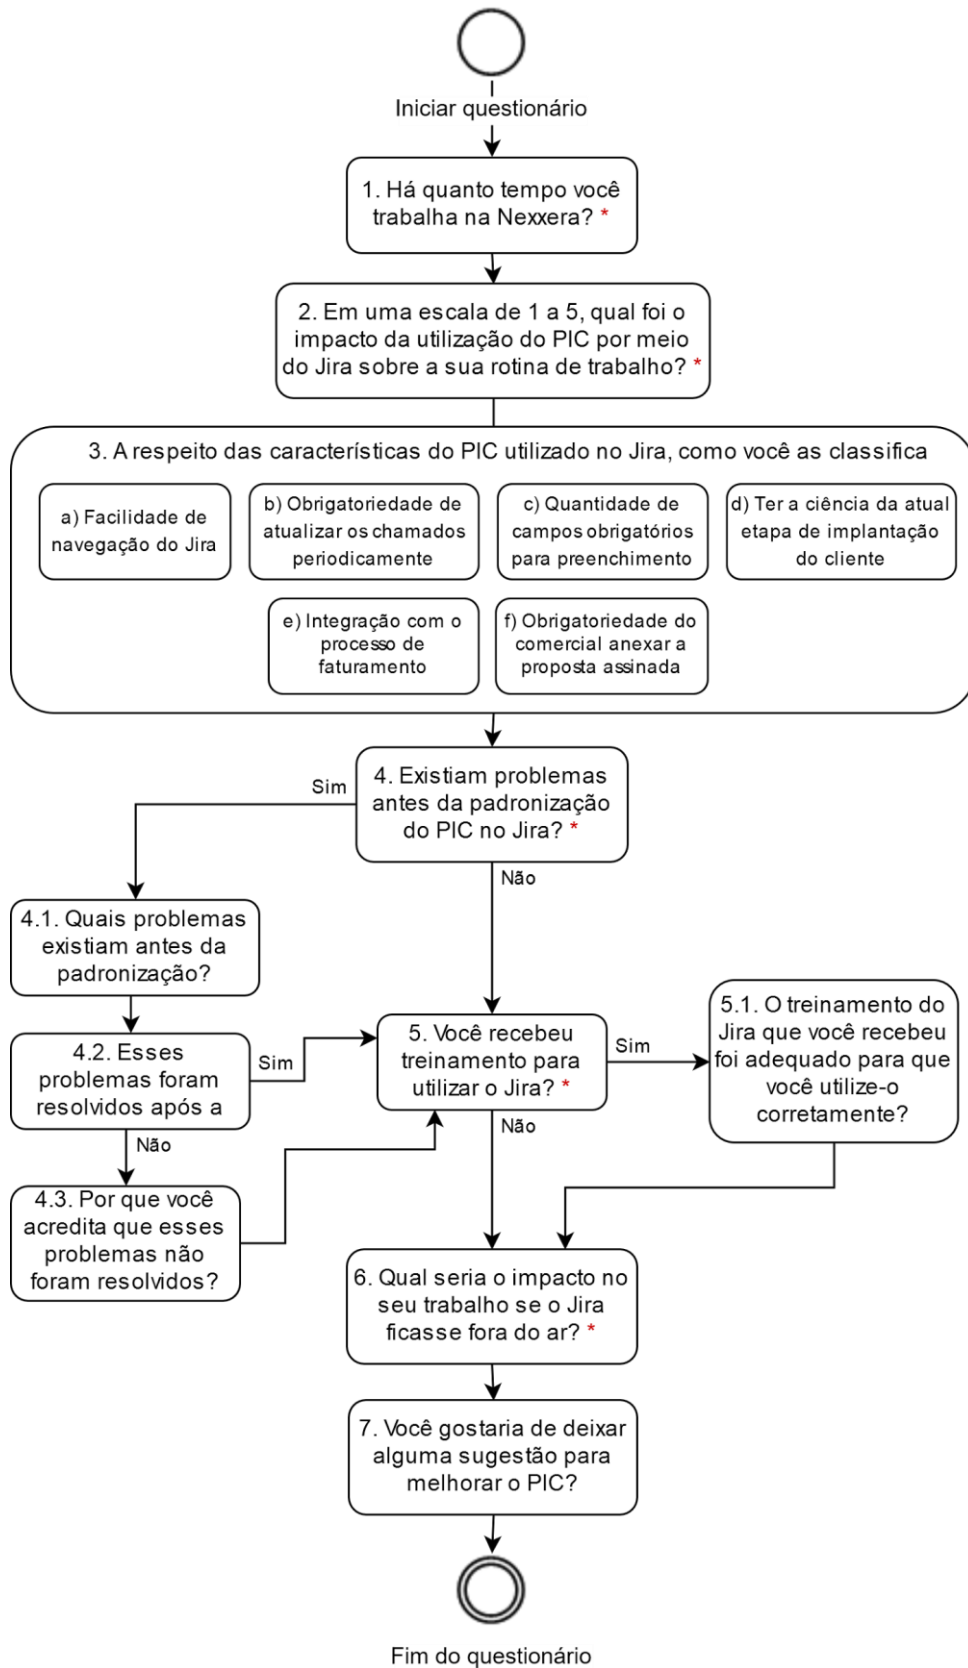 Iniciar questionário
1. Há quanto tempo você
trabalha na Nexxera? *
2. Em uma escala de 1 a 5, qual foi o
impacto da utilização do PIC por meio
do Jira sobre a sua rotina de trabalho? *
3. A respeito das características do PIC utilizado no Jira, como você as classifica
a) Facilidade de
navegação do Jira
b) Obrigatoriedade de
atualizar os chamados
periodicamente
c) Quantidade de
campos obrigatórios
para preenchimento
d) Ter a ciência da atual
etapa de implantação
do cliente
e) Integração com o
processo de
faturamento
f) Obrigatoriedade do
comercial anexar a
proposta assinada
4. Existiam problemas
antes da padronização
do PIC no Jira? *
Sim
Não
4.1. Quais problemas
existiam antes da
padronização?
4.2. Esses
problemas foram
resolvidos após a
Sim
Não
4.3. Por que você
acredita que esses
problemas não
foram resolvidos?
5. Você recebeu
treinamento para
utilizar o Jira? *
Sim
Não
5.1. O treinamento do
Jira que você recebeu
foi adequado para que
você utilize-o
corretamente?
6. Qual seria o impacto no
seu trabalho se o Jira
ficasse fora do ar? *
7. Você gostaria de deixar
alguma sugestão para
melhorar o PIC?
Fim do questionário